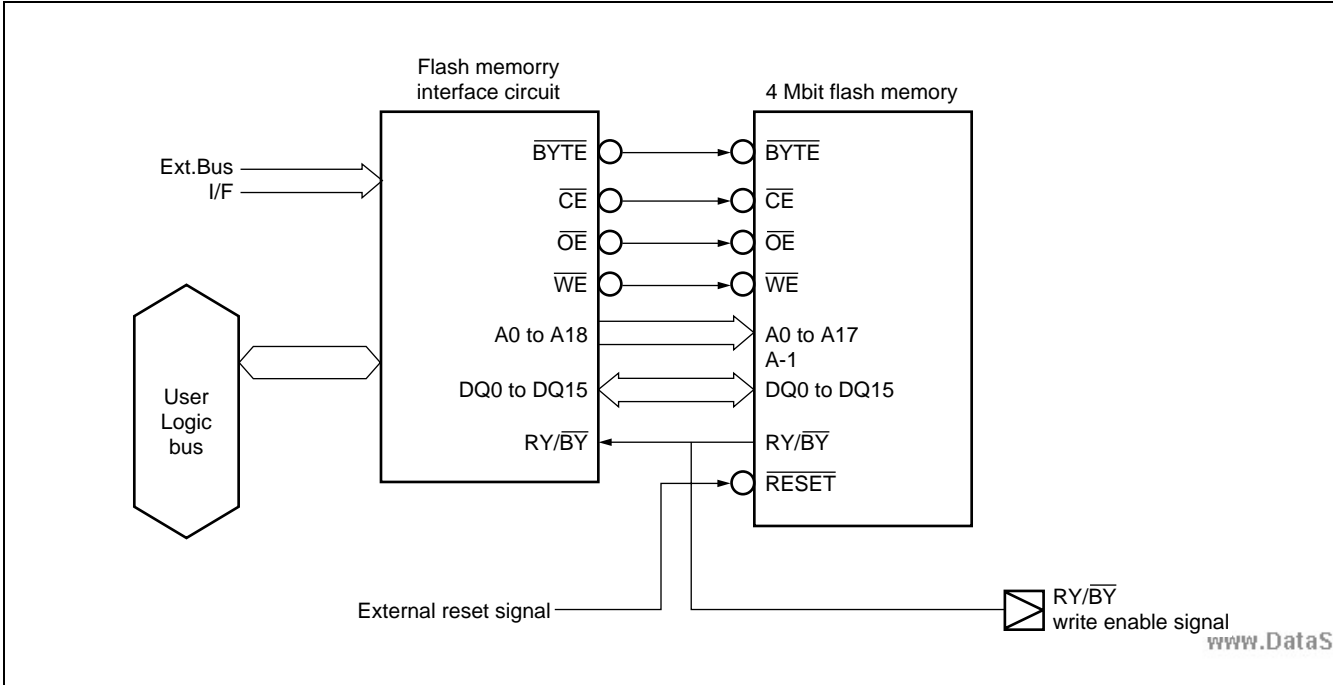 Flash memorry
interface circuit
4 Mbit flash memory
Ext.Bus
I/F
BYTE
BYTE
CE
CE
OE
OE
WE
WE
A0 to A18
A0 to A17
A-1
DQ0 to DQ15
DQ0 to DQ15
RY/BY
RY/BY
RESET
User
Logic
bus
External reset signal
RY/BY
write enable signal
www.DataS